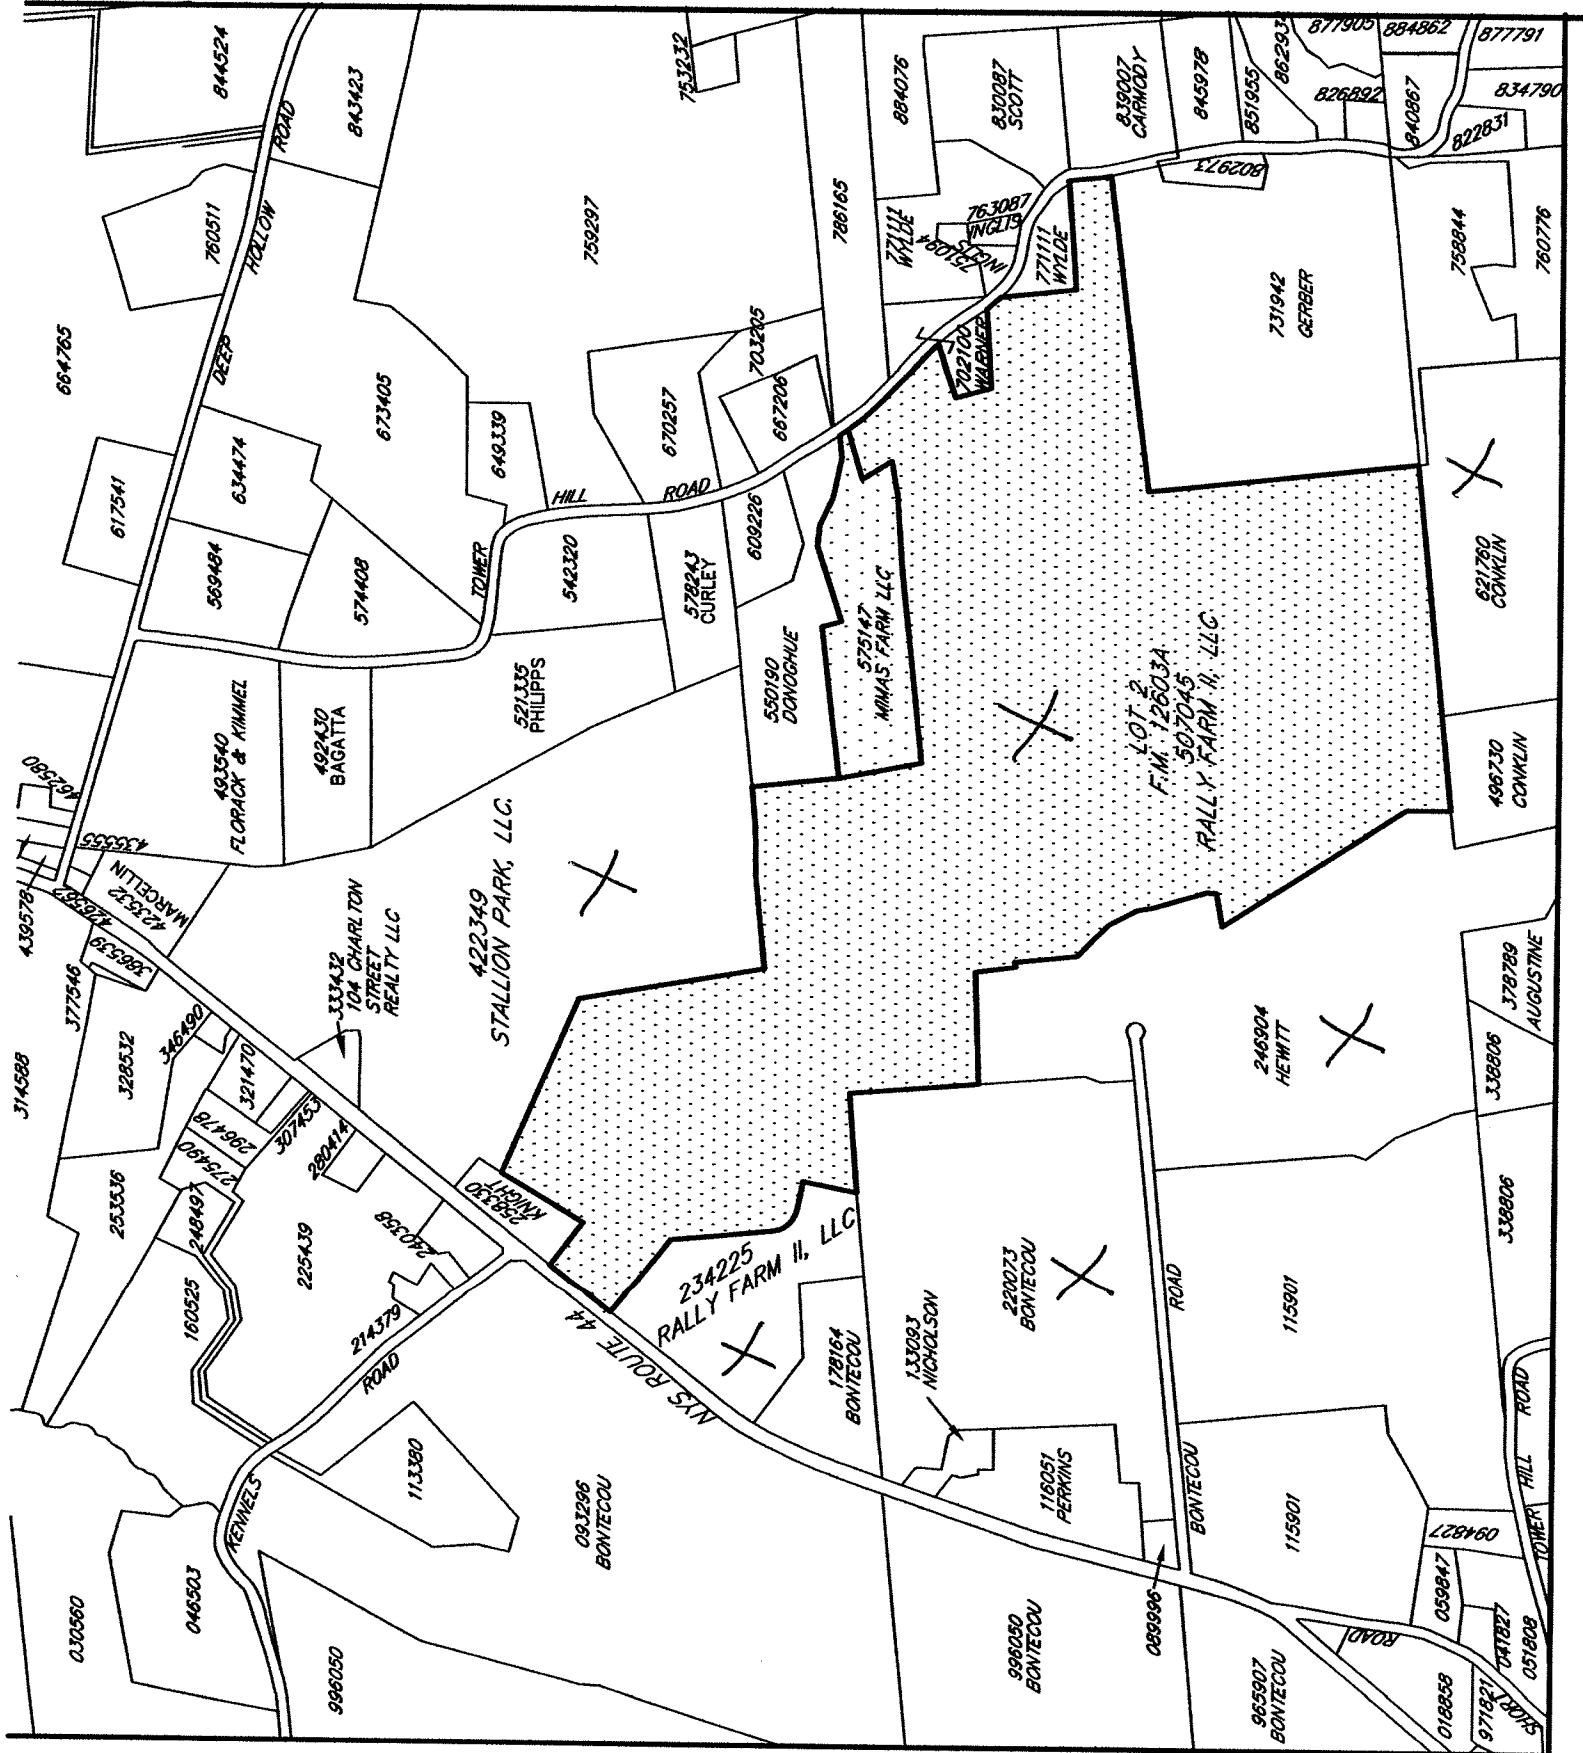 844524
843423
ROAD
753232
884076
830087
SCOTT
839007
CARMODY
845978
851955
877905
884862
877791
826892
840867
834790
822831
802973
760511
HOLLOW
759297
786165
771111
WYLDE
763087
INGLIS
751094
INGLIS
771111
WYLDE
731942
GERBER
758844
760776
664765
DEEP
673405
703205
702100
WARNER
670257
667206
649339
634474
617541
HILL
ROAD
609226
569484
574408
TOWER
542320
578243
CURLEY
575147
MIMAS FARM LLC
621760
CONKLIN
550190
DONOGHUE
521335
PHILIPPS
LOT 2
F.M. 12603A
507045
RALLY FARM II, LLC
493540
FLORACK & KIMMEL
492430
BAGATTA
462580
496730
CONKLIN
435555
422349
STALLION PARK, LLC.
423532
MARCELLIN
439578
386539
377546
333432
104 CHARLTON
STREET
REALTY LLC
378789
AUGUSTINE
346490
328532
321470
314588
246904
HEWITT
338806
296478
307453
280414
275490
253536
258330
KNIGHT
248497
225439
240358
338806
234225
RALLY FARM II, LLC
220073
BONTECOU
ROAD
115901
160525
214379
ROAD
NYS ROUTE 44
178164
BONTECOU
133093
NICHOLSON
ROAD
HILL
TOWER
113380
093296
BONTECOU
116051
PERKINS
BONTECOU
115901
094827
KENNELS
046503
030560
996050
996050
BONTECOU
089996
059847
041827
051808
ROAD
965907
BONTECOU
018858
971821
SHORT